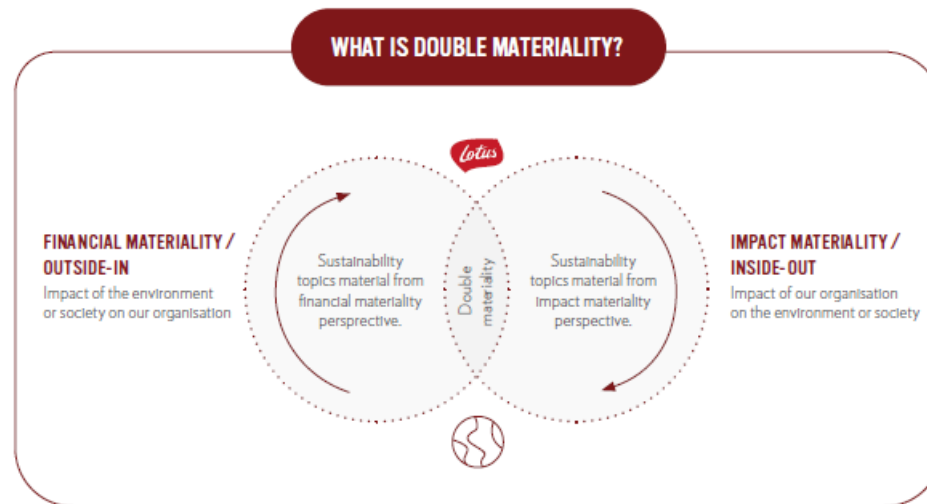 WHAT IS DOUBLE MATERIALITY?
Lotus
FINANCIAL MATERIALITY /
OUTSIDE-IN
Impact of the environment
or society on our organisation
Sustainability
topics material from
financial materiality
persprective.
Double
materiality
Sustainability
topics material from
impact materiality
perspective.
IMPACT MATERIALITY /
INSIDE-OUT
Impact of our organisation
on the environment or society